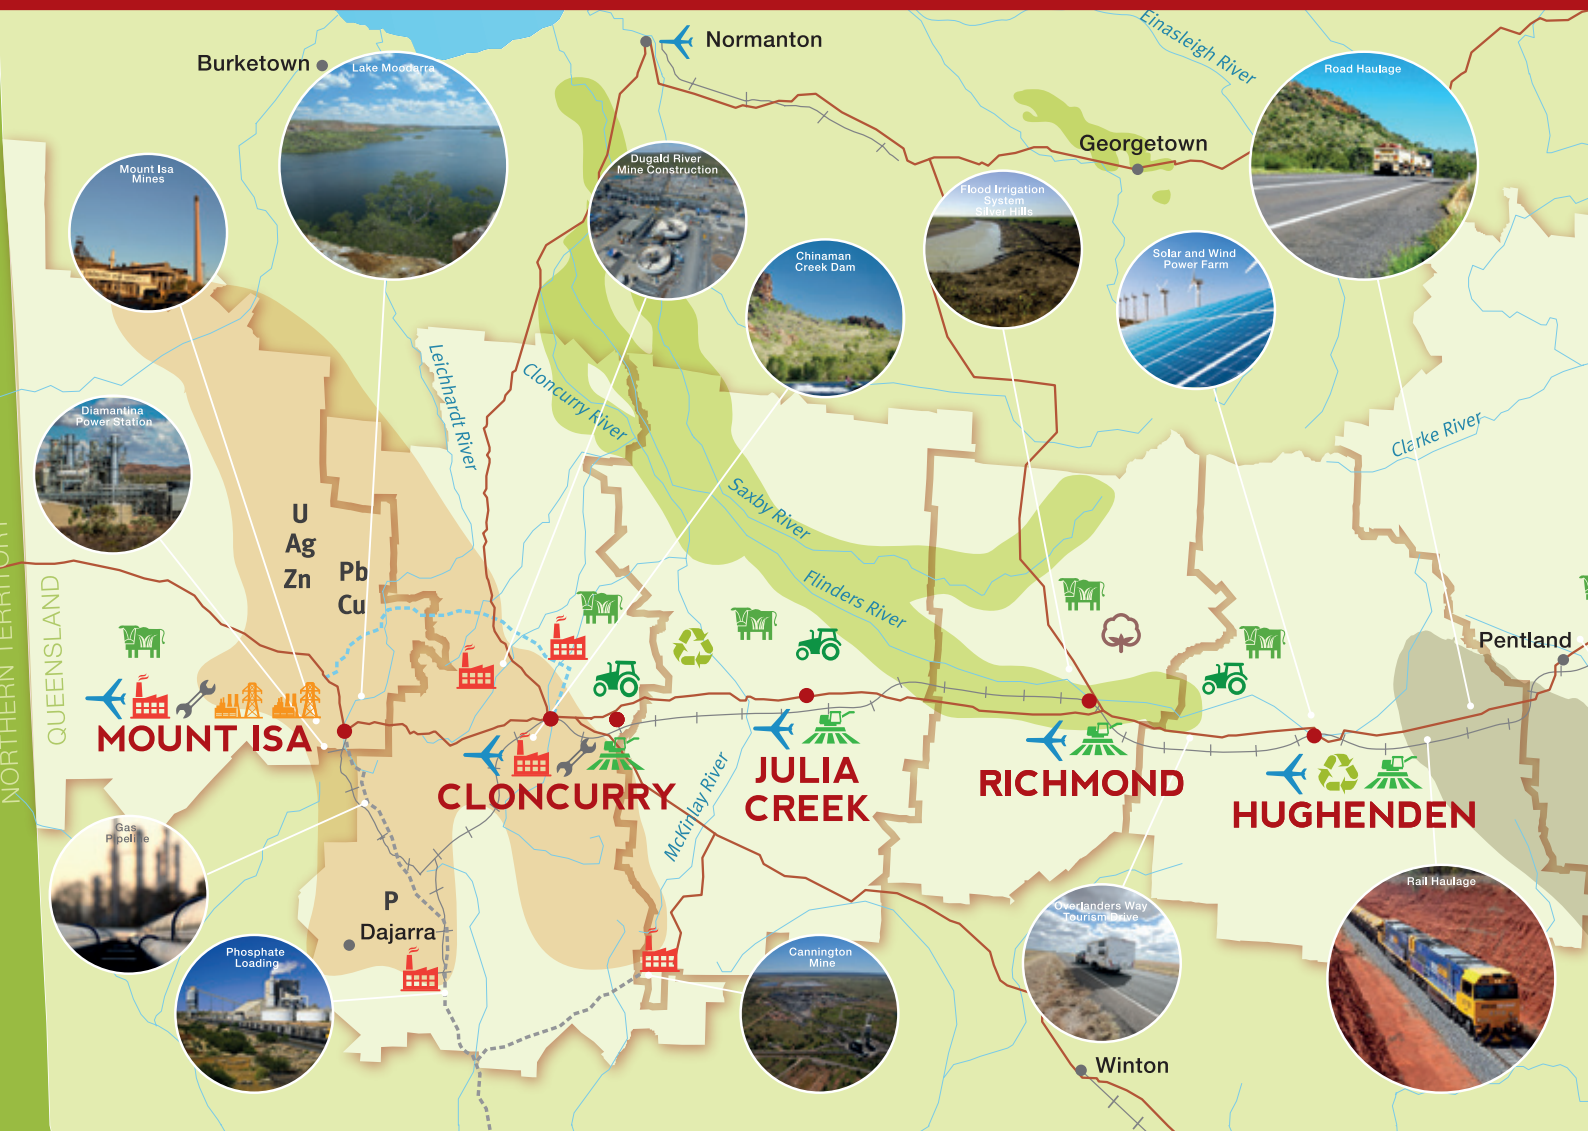 Normanton
Burketown
Einasleigh River
Lake Moodarra
Road Haulage
Georgetown
Dugald River
Mine Construction
Mount Isa
Mines
Flood Irrigation
System
Silver Hills
Chinaman
Creek Dam
Solar and Wind
Power Farm
Leichhardt River
Cloncurry River
Diamantina
Power Station
Clarke River
Saxby River
U
Ag
Zn
Pb
Cu
Flinders River
NORTHERN TERRITORY
QUEENSLAND
Pentland
MOUNT ISA
CLONCURRY
JULIA
CREEK
RICHMOND
HUGHENDEN
McKinlay River
Gas
Pipeline
P
Dajarra
Phosphate
Loading
Cannington
Mine
Overlanders Way
Tourism Drive
Rail Haulage
Winton